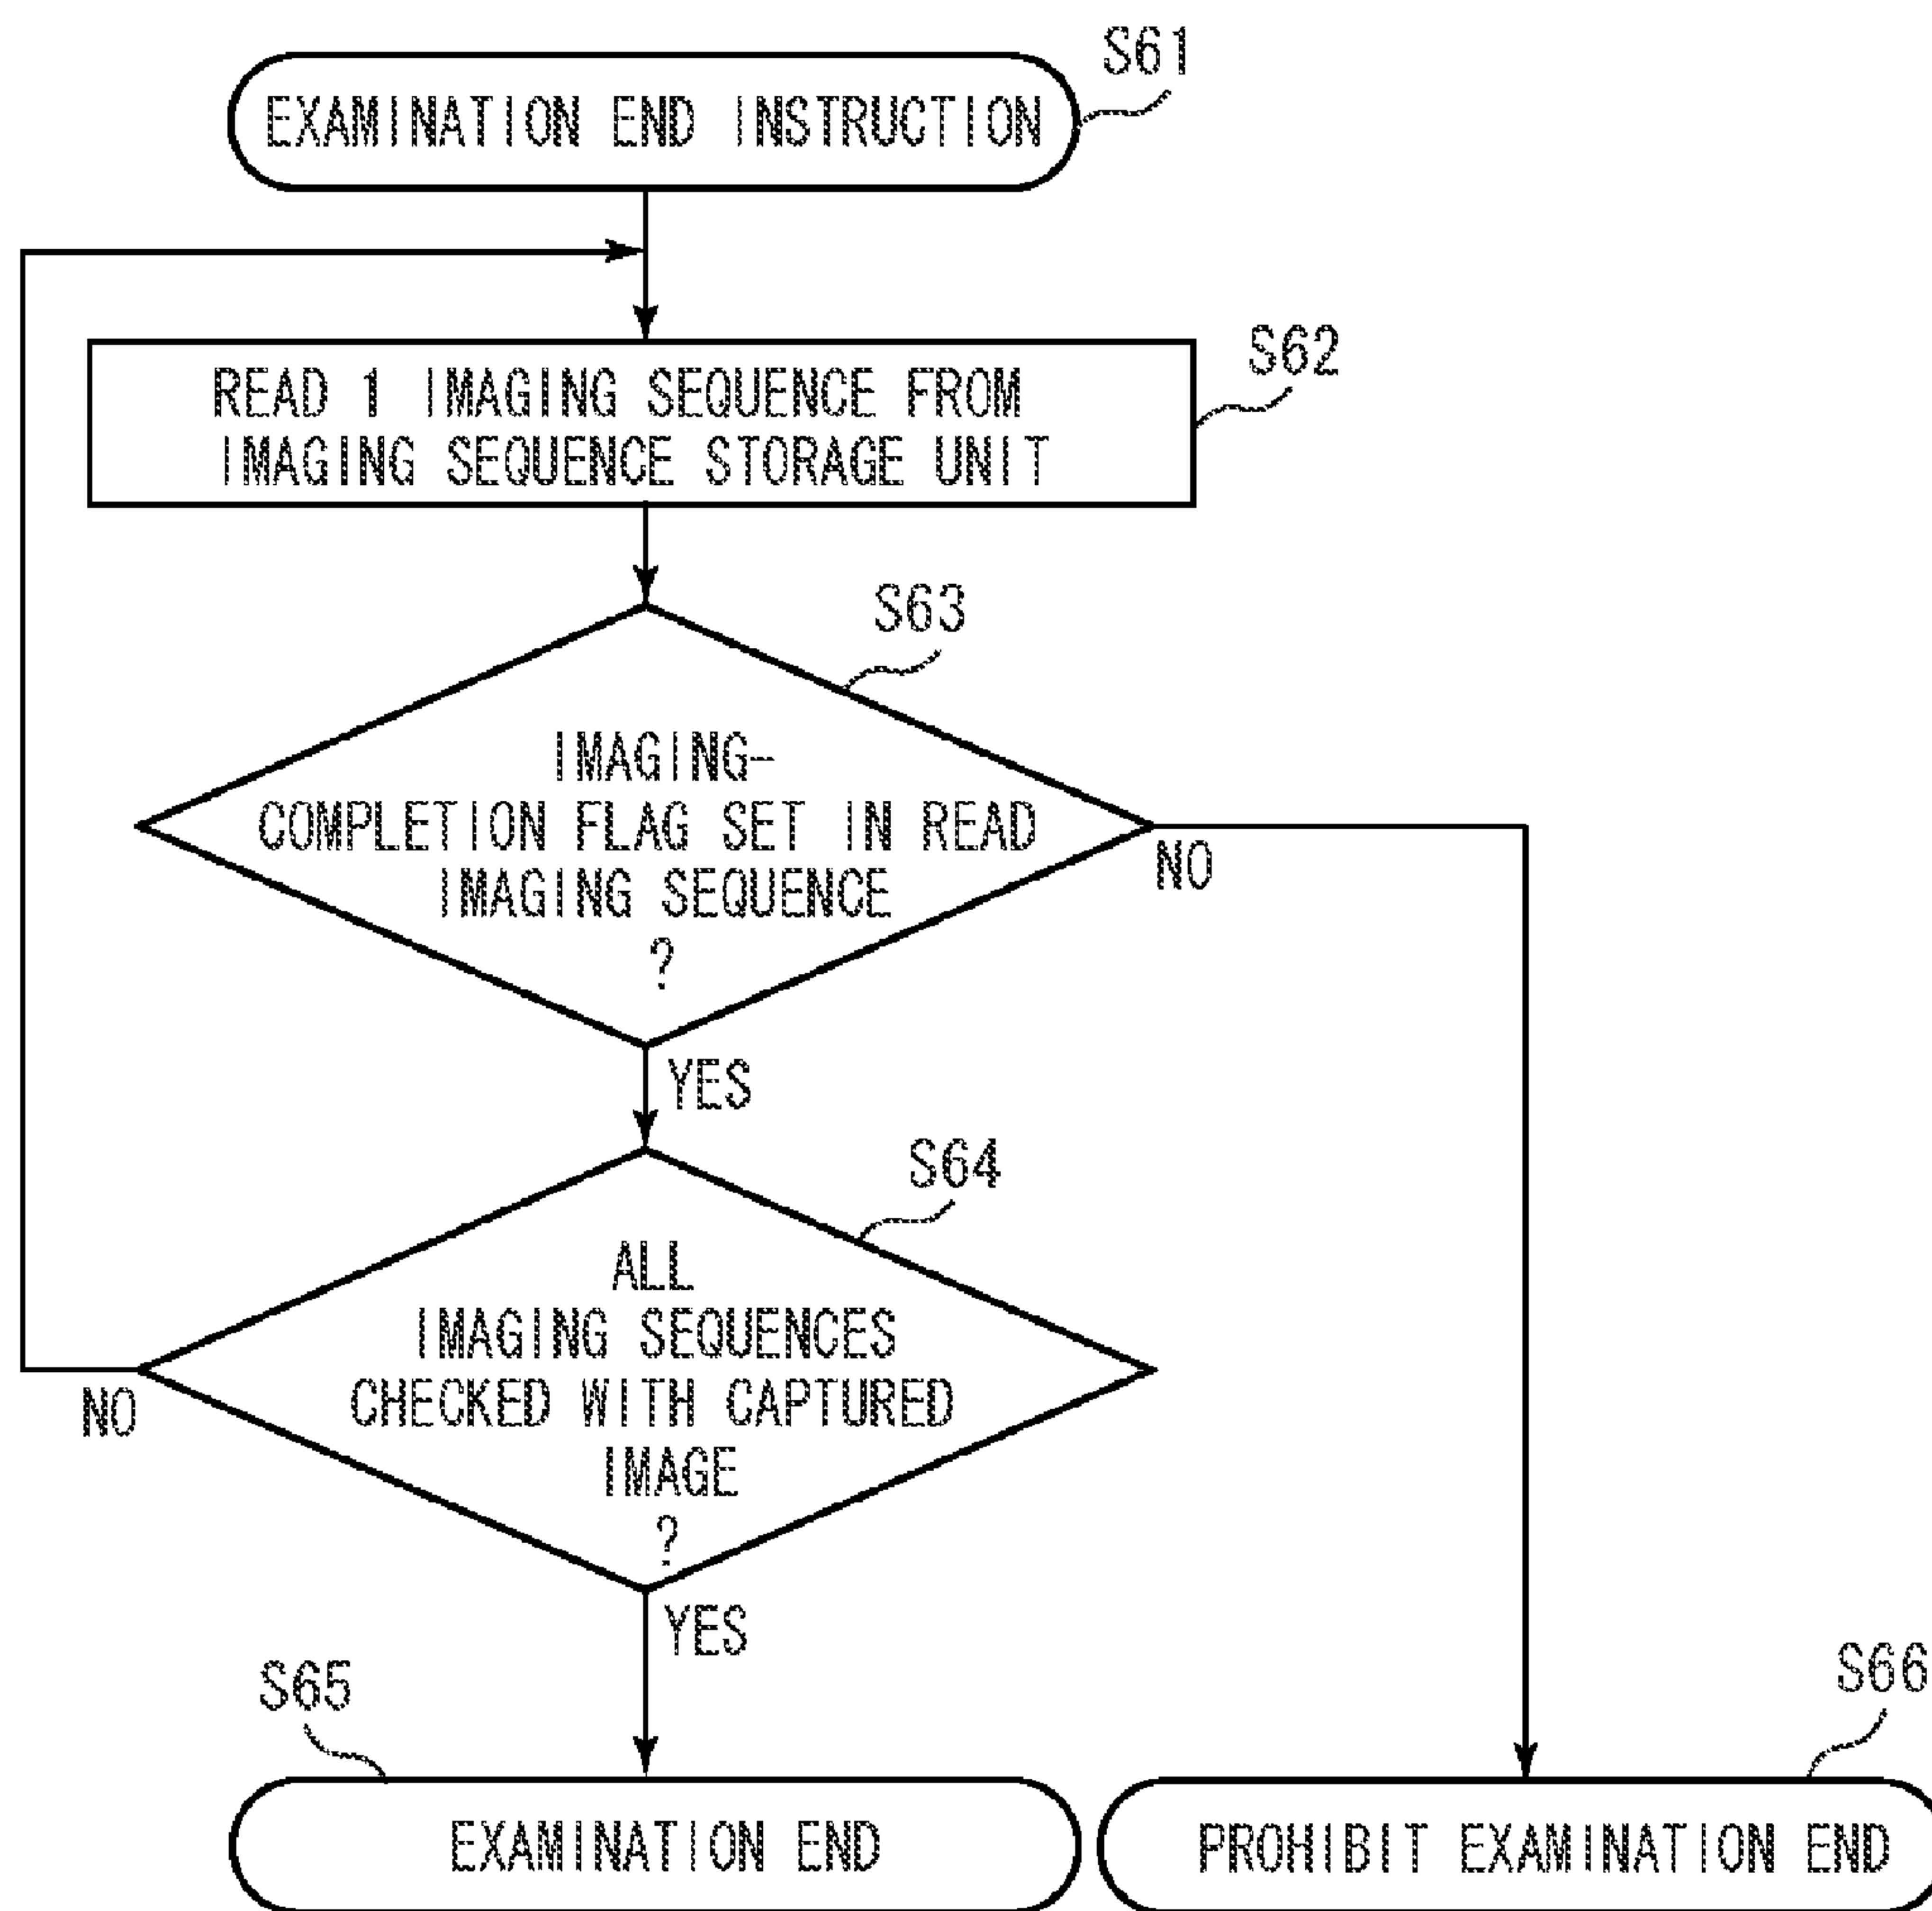 S61
EXAMINATION END INSTRUCTION
S62
READ 1 IMAGING SEQUENCE FROM
IMAGING SEQUENCE STORAGE UNIT
S63
IMAGING-
COMPLETION FLAG SET IN READ
IMAGING SEQUENCE
?
NO
YES
S64
ALL
IMAGING SEQUENCES
CHECKED WITH CAPTURED
IMAGE
?
NO
YES
S65
S66
EXAMINATION END
PROHIBIT EXAMINATION END